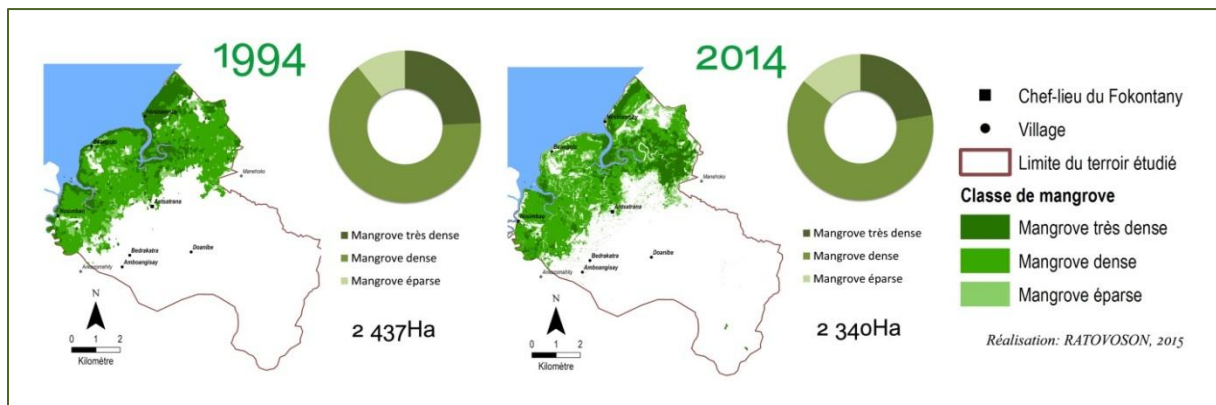 1994
Antsatrana
Bedrakatra
Doanibe
Amboangisay
Mangrove très dense
Mangrove dense
Mangrove éparse
N
0 1 2
Kilomètre
2 437Ha
2014
Antsatrana
Bedrakatra
Doanibe
Amboangisay
Mangrove très dense
Mangrove dense
Mangrove éparse
N
0 1 2
Kilomètre
2 340Ha
Chef-lieu du Fokontany
Village
Limite du terroir étudié
Classe de mangrove
Mangrove très dense
Mangrove dense
Mangrove éparse
Réalisation: RATOVOSON, 2015